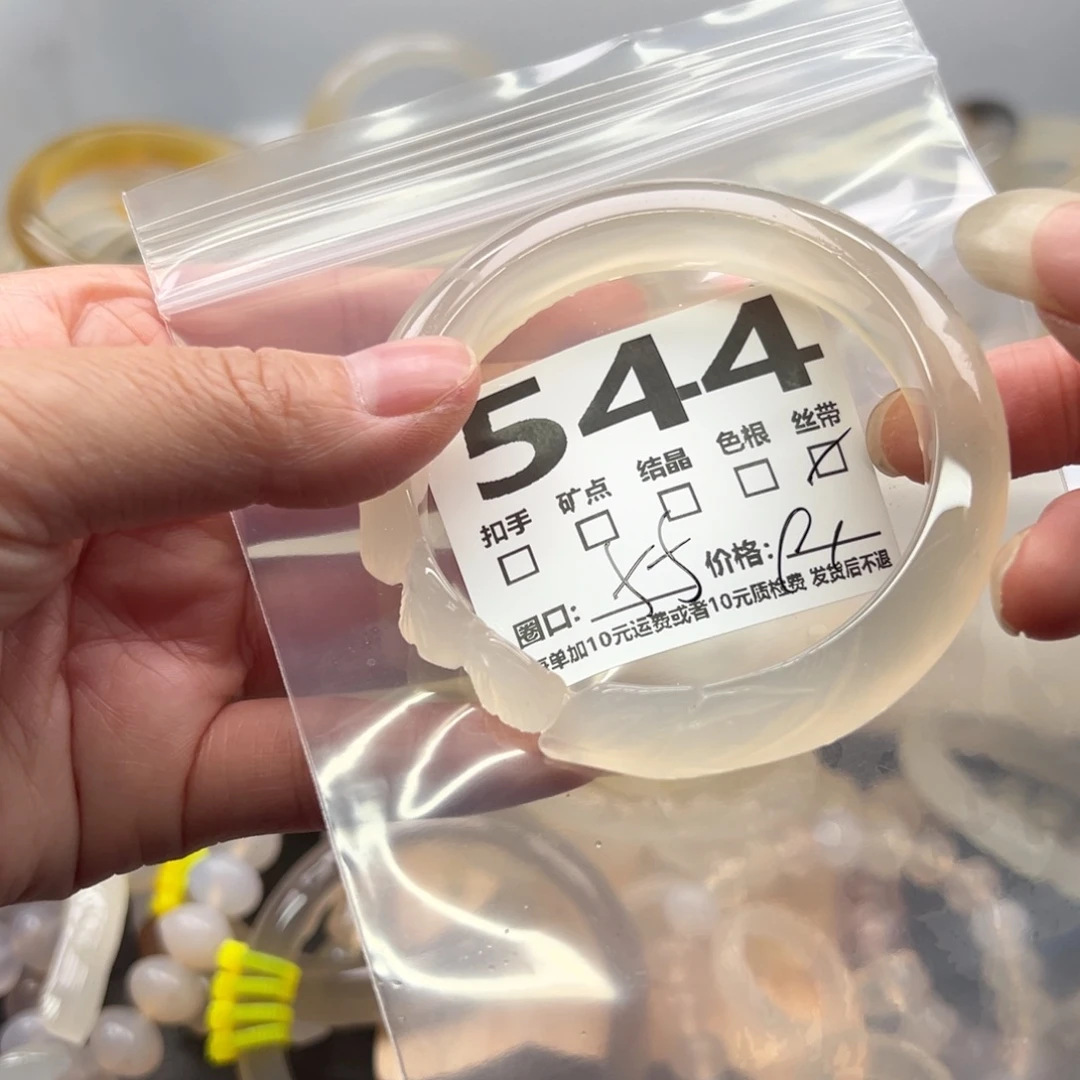 544
扣手 矿点 结晶 色根 丝带
圈口: 价格:
单加10元运费或者10元质检费 发货后不退